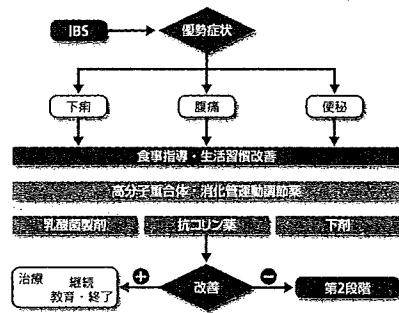 IBS
優勢症状
下痢
腹痛
便秘
食事指導・生活習慣改善
高分子重合体・消化管運動調節薬
乳酸菌製剤
抗コリン薬
下剤
治療 継続
教育・終了
+
改善
−
第2段階